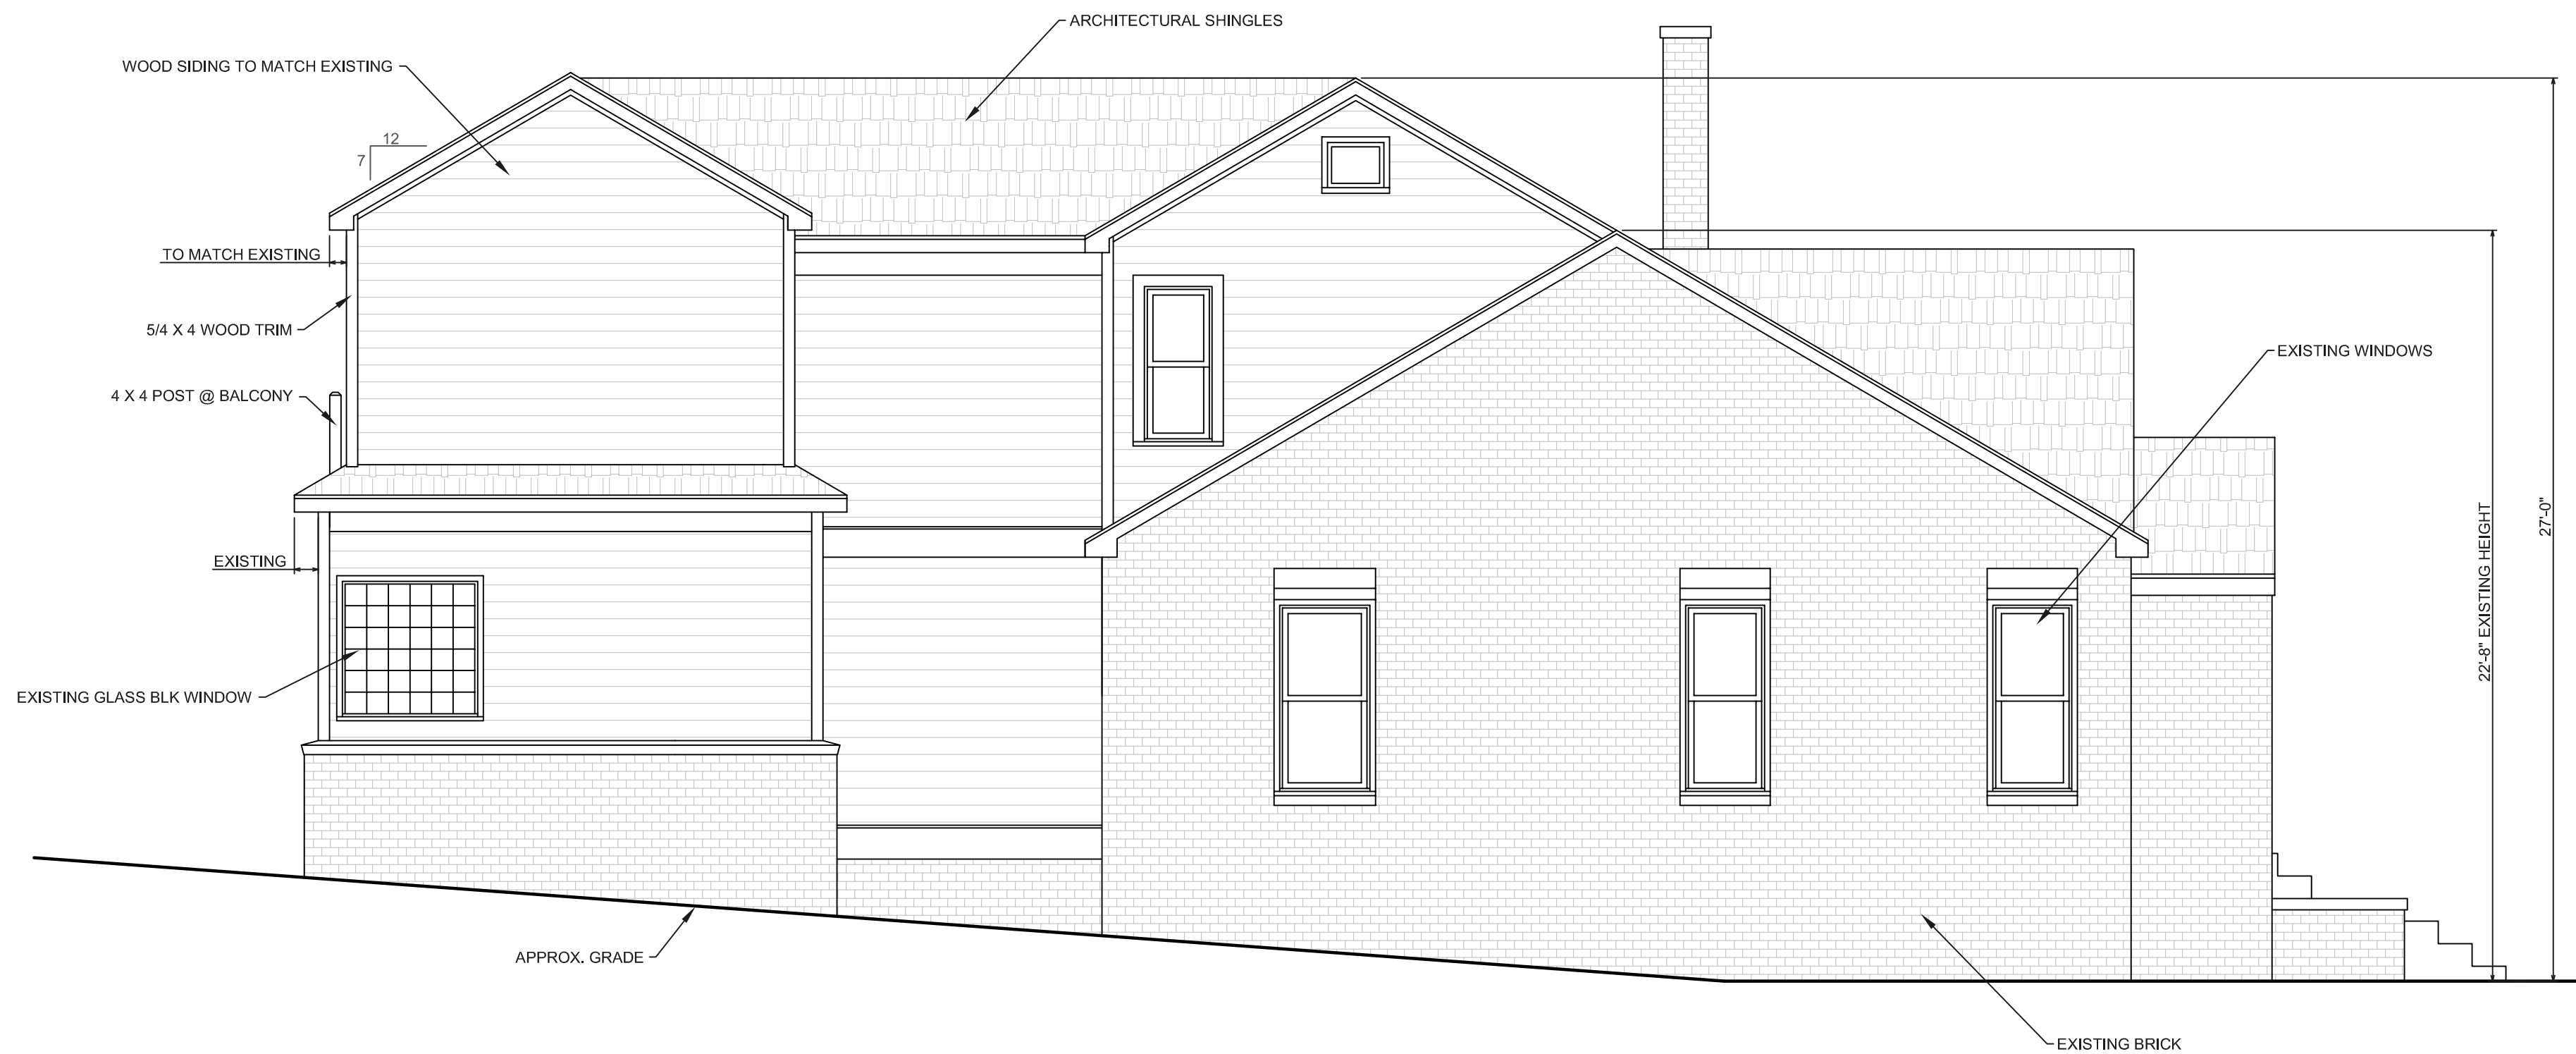 ARCHITECTURAL SHINGLES
WOOD SIDING TO MATCH EXISTING
12
7
TO MATCH EXISTING
5/4 X 4 WOOD TRIM
EXISTING WINDOWS
4 X 4 POST @ BALCONY
27'-0"
22'-8" EXISTING HEIGHT
EXISTING
EXISTING GLASS BLK WINDOW
APPROX. GRADE
EXISTING BRICK